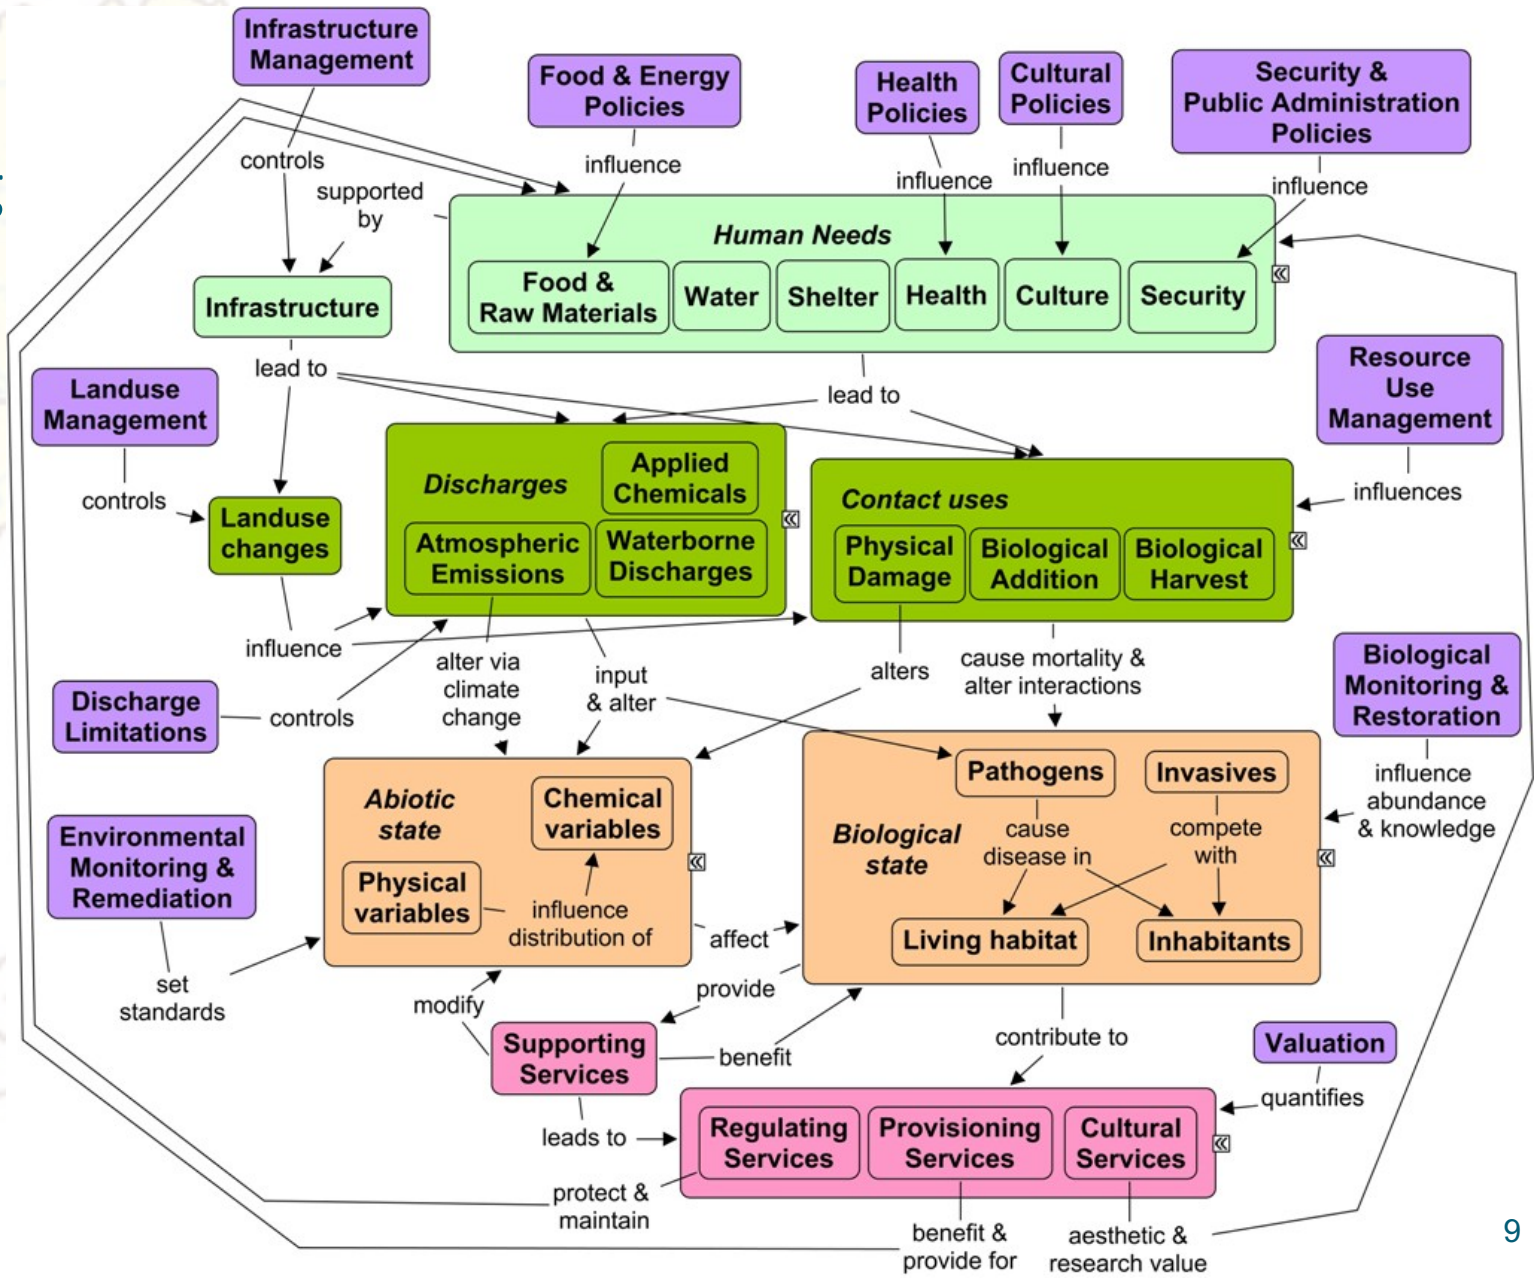 Infrastructure
Management
Food & Energy
Policies
Health
Policies
Cultural
Policies
Security &
Public Administration
Policies
controls
influence
influence
influence
influence
supported
by
Human Needs
Food &
Raw Materials
Water
Shelter
Health
Culture
Security
Infrastructure
lead to
lead to
Landuse
Management
Resource
Use
Management
controls
influences
Landuse
changes
Discharges
Applied
Chemicals
Atmospheric
Emissions
Waterborne
Discharges
Contact uses
Physical
Damage
Biological
Addition
Biological
Harvest
influence
alter via
climate
change
input
& alter
alters
cause mortality &
alter interactions
Discharge
Limitations
controls
Biological
Monitoring &
Restoration
influence
abundance
& knowledge
Abiotic
state
Chemical
variables
Physical
variables
influence
distribution of
Biological
state
Pathogens
Invasives
cause
disease in
compete
with
Living habitat
Inhabitants
Environmental
Monitoring &
Remediation
set
standards
affect
provide
modify
Supporting
Services
benefit
contribute to
Valuation
quantifies
leads to
Regulating
Services
Provisioning
Services
Cultural
Services
protect &
maintain
benefit &
provide for
aesthetic &
research value
9